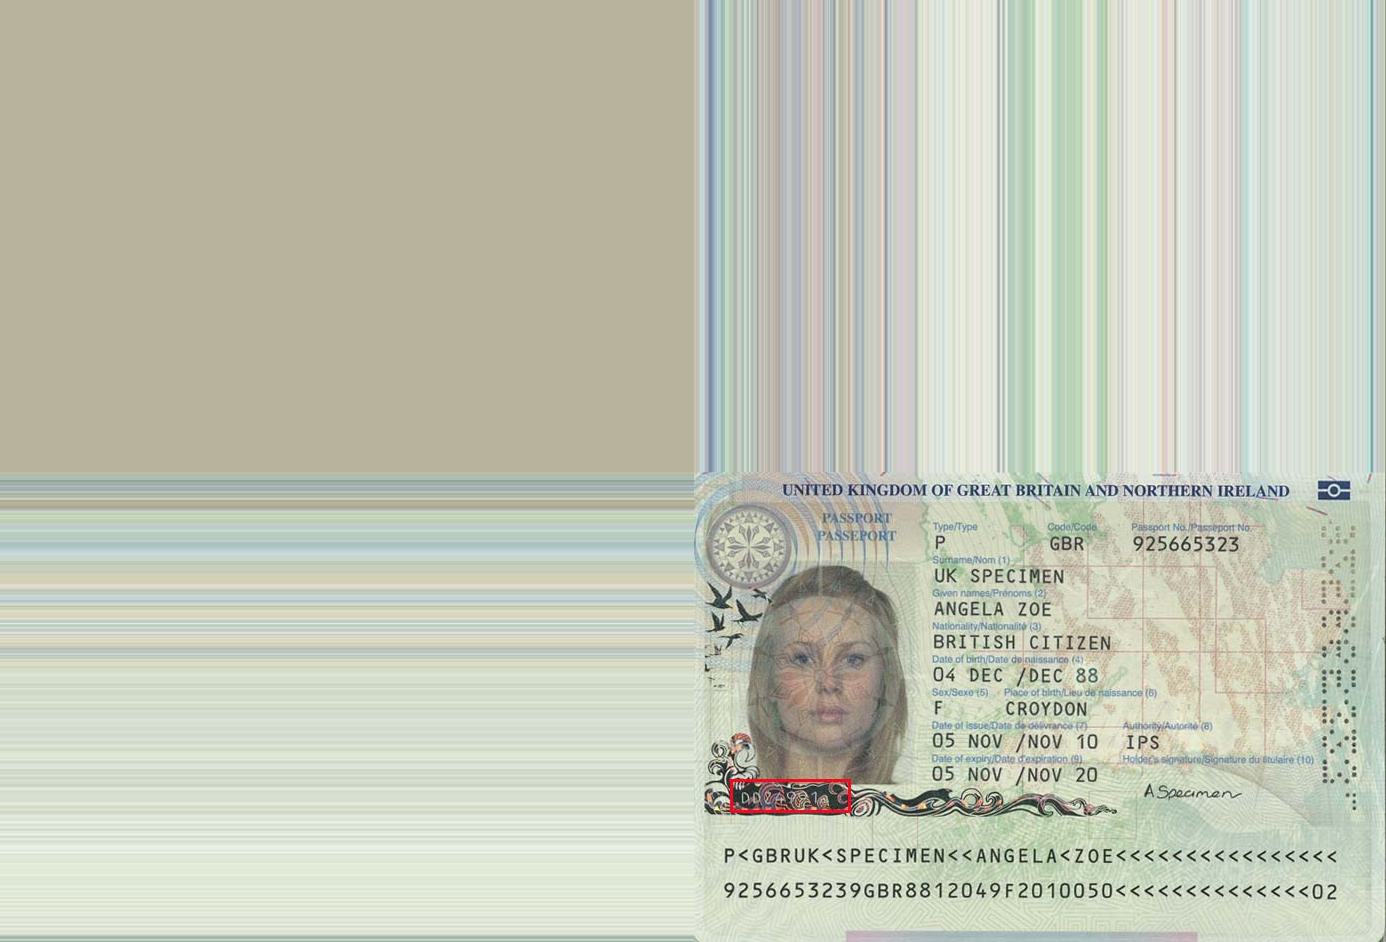 UNITED KINGDOM OF GREAT BRITAIN AND NORTHERN IRELAND
PASSPORT
PASSEPORT
Type/Type Code/Code Passport No./Passeport No.
P GBR 925665323
Surname/Nom (1)
UK SPECIMEN
Given names/Prénoms (2)
ANGELA ZOE
Nationality/Nationalité (3)
BRITISH CITIZEN
Date of birth/Date de naissance (4)
04 DEC /DEC 88
Sex/Sexe (5) Place of birth/Lieu de naissance (6)
F CROYDON
Date of issue/Date de délivrance (7) Authority/Autorité (8)
05 NOV /NOV 10 IPS
Date of expiry/Date d'expiration (9) Holder's signature/Signature du titulaire (10)
05 NOV /NOV 20
A Specimen
P<GBRUK<SPECIMEN<<ANGELA<ZOE<<<<<<<<<<<<<<<<
9256653239GBR8812049F2010050<<<<<<<<<<<<<<02